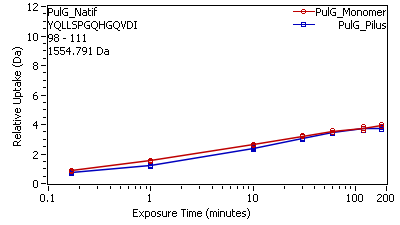 PulG_Natif
YQLLSPGQHGQVDI
98 - 111
1554.791 Da
PulG_Monomer
PulG_Pilus
Relative Uptake (Da)
12
10
8
6
4
2
0
0.1
1
10
100
200
Exposure Time (minutes)